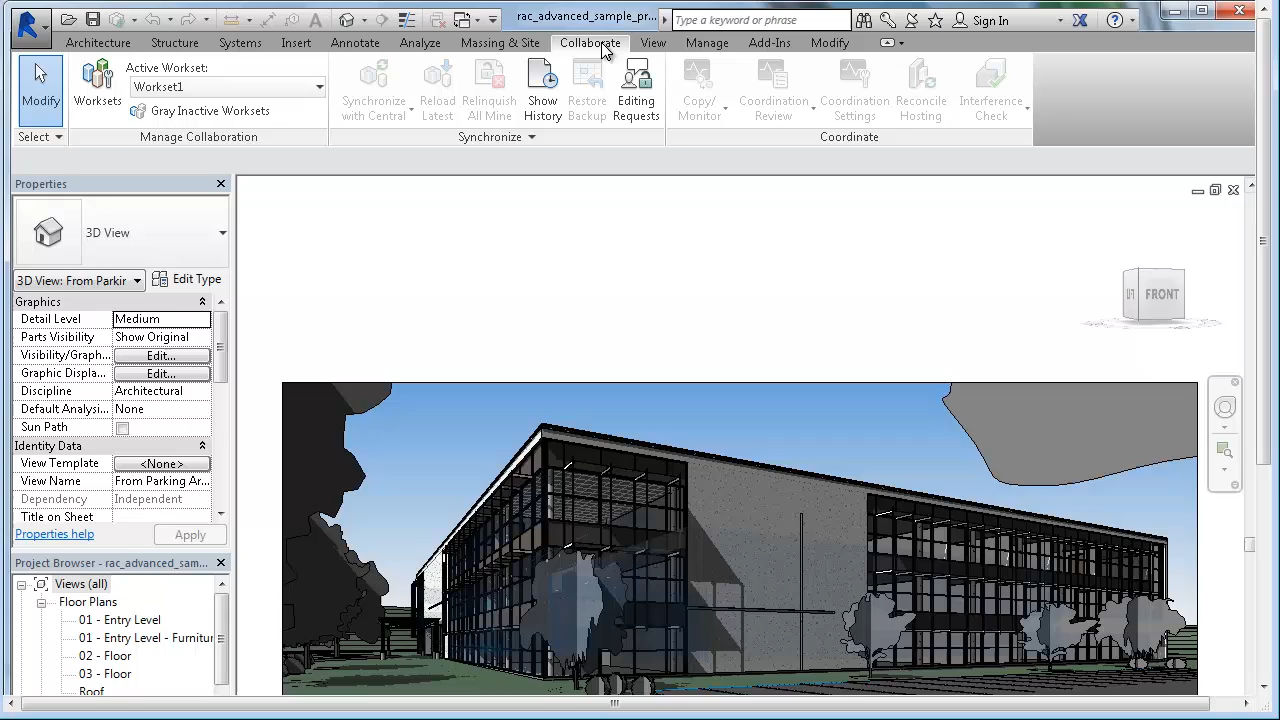 rac_advanced_sample_pr...
Type a keyword or phrase
Sign In
Architecture Structure Systems Insert Annotate Analyze Massing & Site Collaborate View Manage Add-Ins Modify
Modify
Select
Worksets
Active Workset:
Workset1
Gray Inactive Worksets
Manage Collaboration
Synchronize
with Central
Reload
Latest
Relinquish
All Mine
Show
History
Restore
Backup
Editing
Requests
Synchronize
Copy/
Monitor
Coordination
Review
Coordination
Settings
Reconcile
Hosting
Interference
Check
Coordinate
Properties
3D View
3D View: From Parkir
Edit Type
Graphics
Detail Level Medium
Parts Visibility Show Original
Visibility/Graph... Edit...
Graphic Displa... Edit...
Discipline Architectural
Default Analysi... None
Sun Path
Identity Data
View Template <None>
View Name From Parking Ar...
Dependency Independent
Title on Sheet
Properties help
Apply
Project Browser - rac_advanced_sam...
Views (all)
Floor Plans
01 - Entry Level
01 - Entry Level - Furnitur
02 - Floor
03 - Floor
FRONT